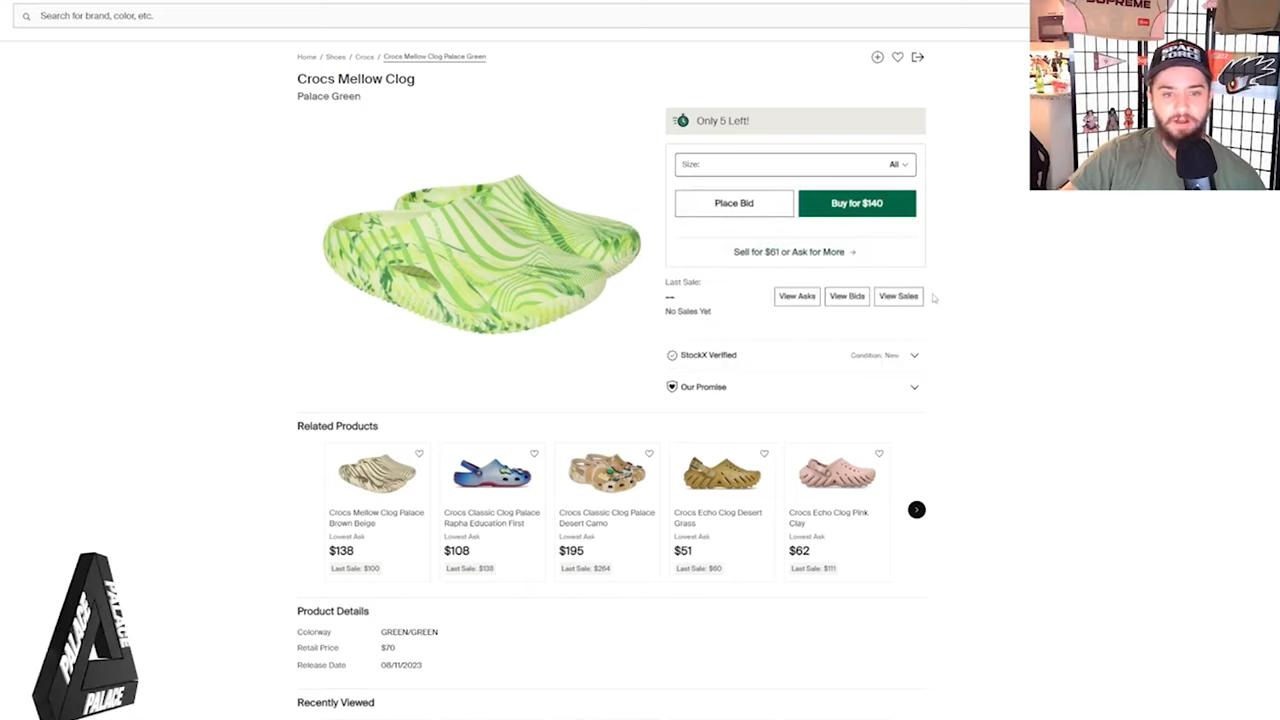 Search for brand, color, etc.
Home / Shoes / Crocs / Crocs Mellow Clog Palace Green
Crocs Mellow Clog
Palace Green
Only 5 Left!
Size: All
Place Bid
Buy for $140
Sell for $61 or Ask for More →
Last Sale:
--
No Sales Yet
View Asks
View Bids
View Sales
StockX Verified
Condition: New
Our Promise
Related Products
Crocs Mellow Clog Palace
Brown Beige
Lowest Ask
$138
Last Sale: $100
Crocs Classic Clog Palace
Rapha Education First
Lowest Ask
$108
Last Sale: $138
Crocs Classic Clog Palace
Desert Camo
Lowest Ask
$195
Last Sale: $264
Crocs Echo Clog Desert
Grass
Lowest Ask
$51
Last Sale: $60
Crocs Echo Clog Pink
Clay
Lowest Ask
$62
Last Sale: $111
Product Details
Colorway GREEN/GREEN
Retail Price $70
Release Date 08/11/2023
Recently Viewed
PALACE
PALACE
PALACE
SUPREME
SPACE
FORCE